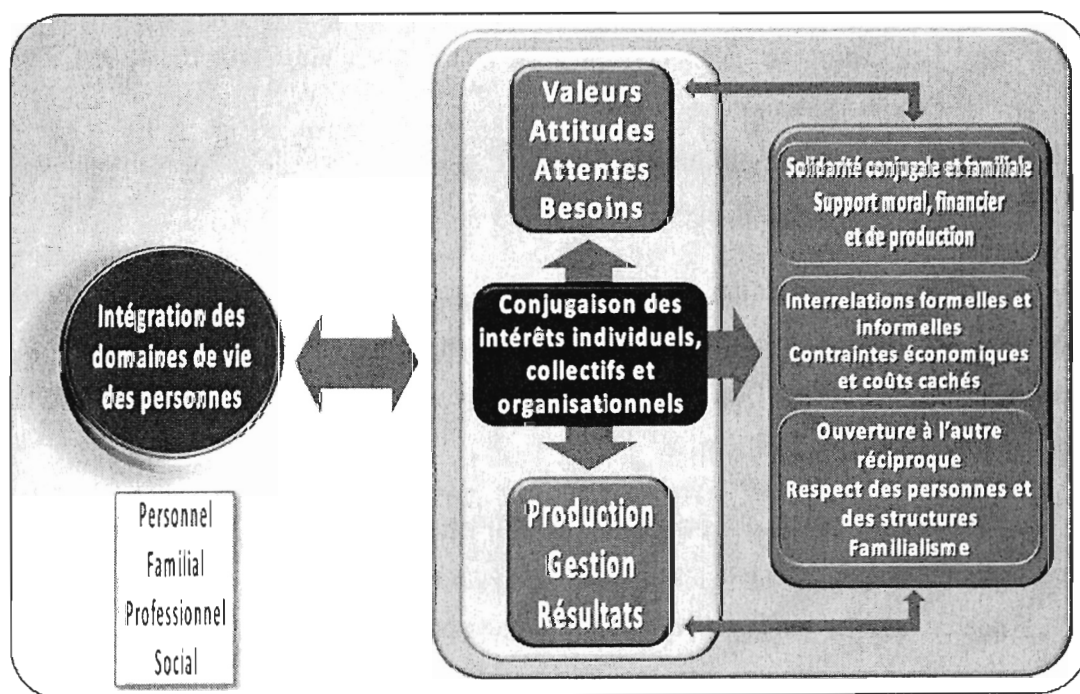 Intégration des
domaines de vie
des personnes
Personnel
Familial
Professionnel
Social
Valeurs
Attitudes
Attentes
Besoins
Conjugaison des
intérêts individuels,
collectifs et
organisationnels
Production
Gestion
Résultats
Solidarité conjugale et familiale
Support moral, financier
et de production
Interrelations formelles et
informelles
Contraintes économiques
et coûts cachés
Ouverture à l'autre
réciproque
Respect des personnes et
des structures
Familialisme